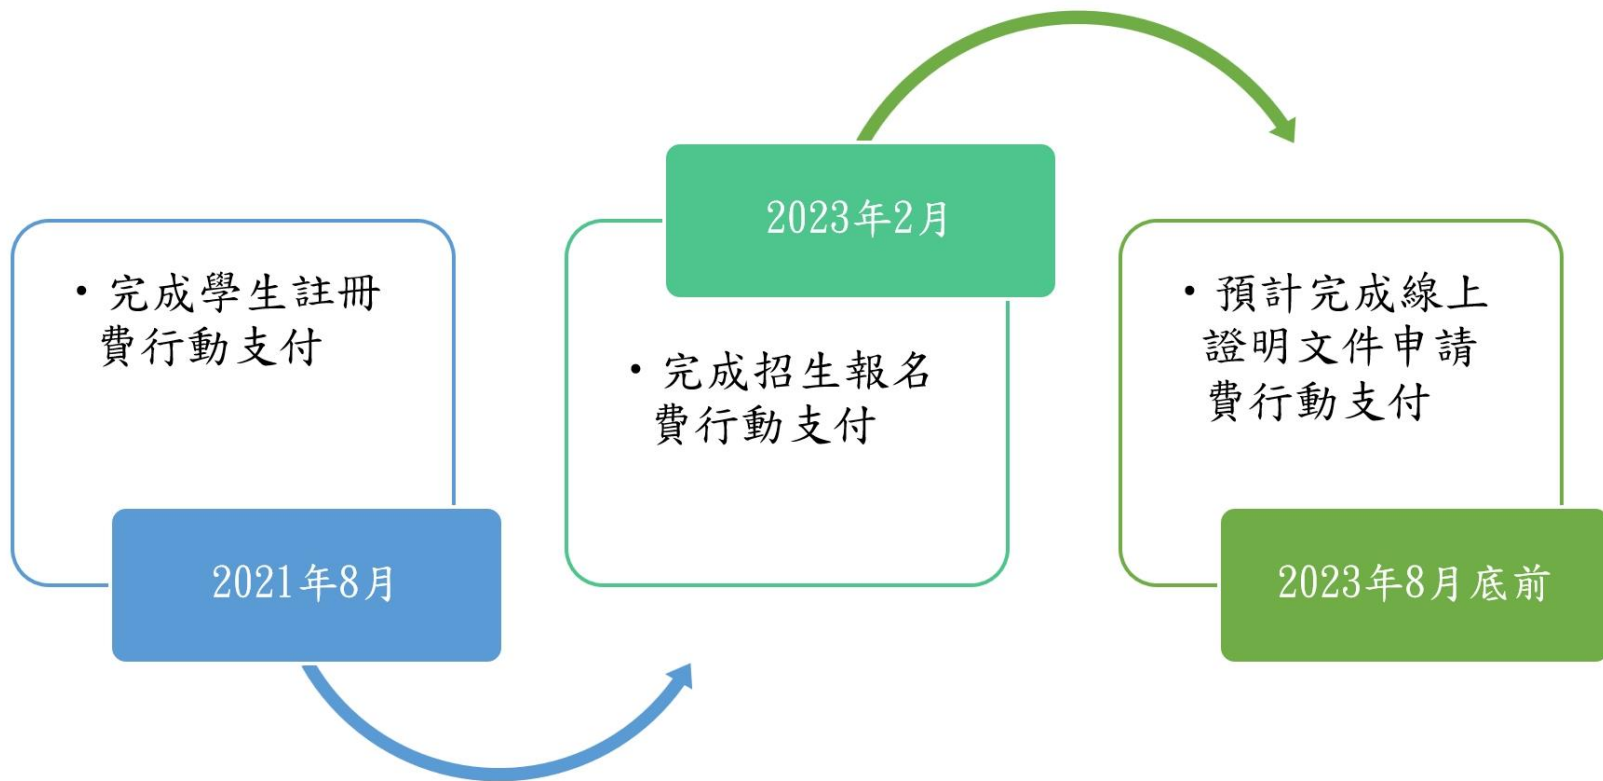 • 完成學生註冊
費行動支付
2021年8月
2023年2月
• 完成招生報名
費行動支付
• 預計完成線上
證明文件申請
費行動支付
2023年8月底前